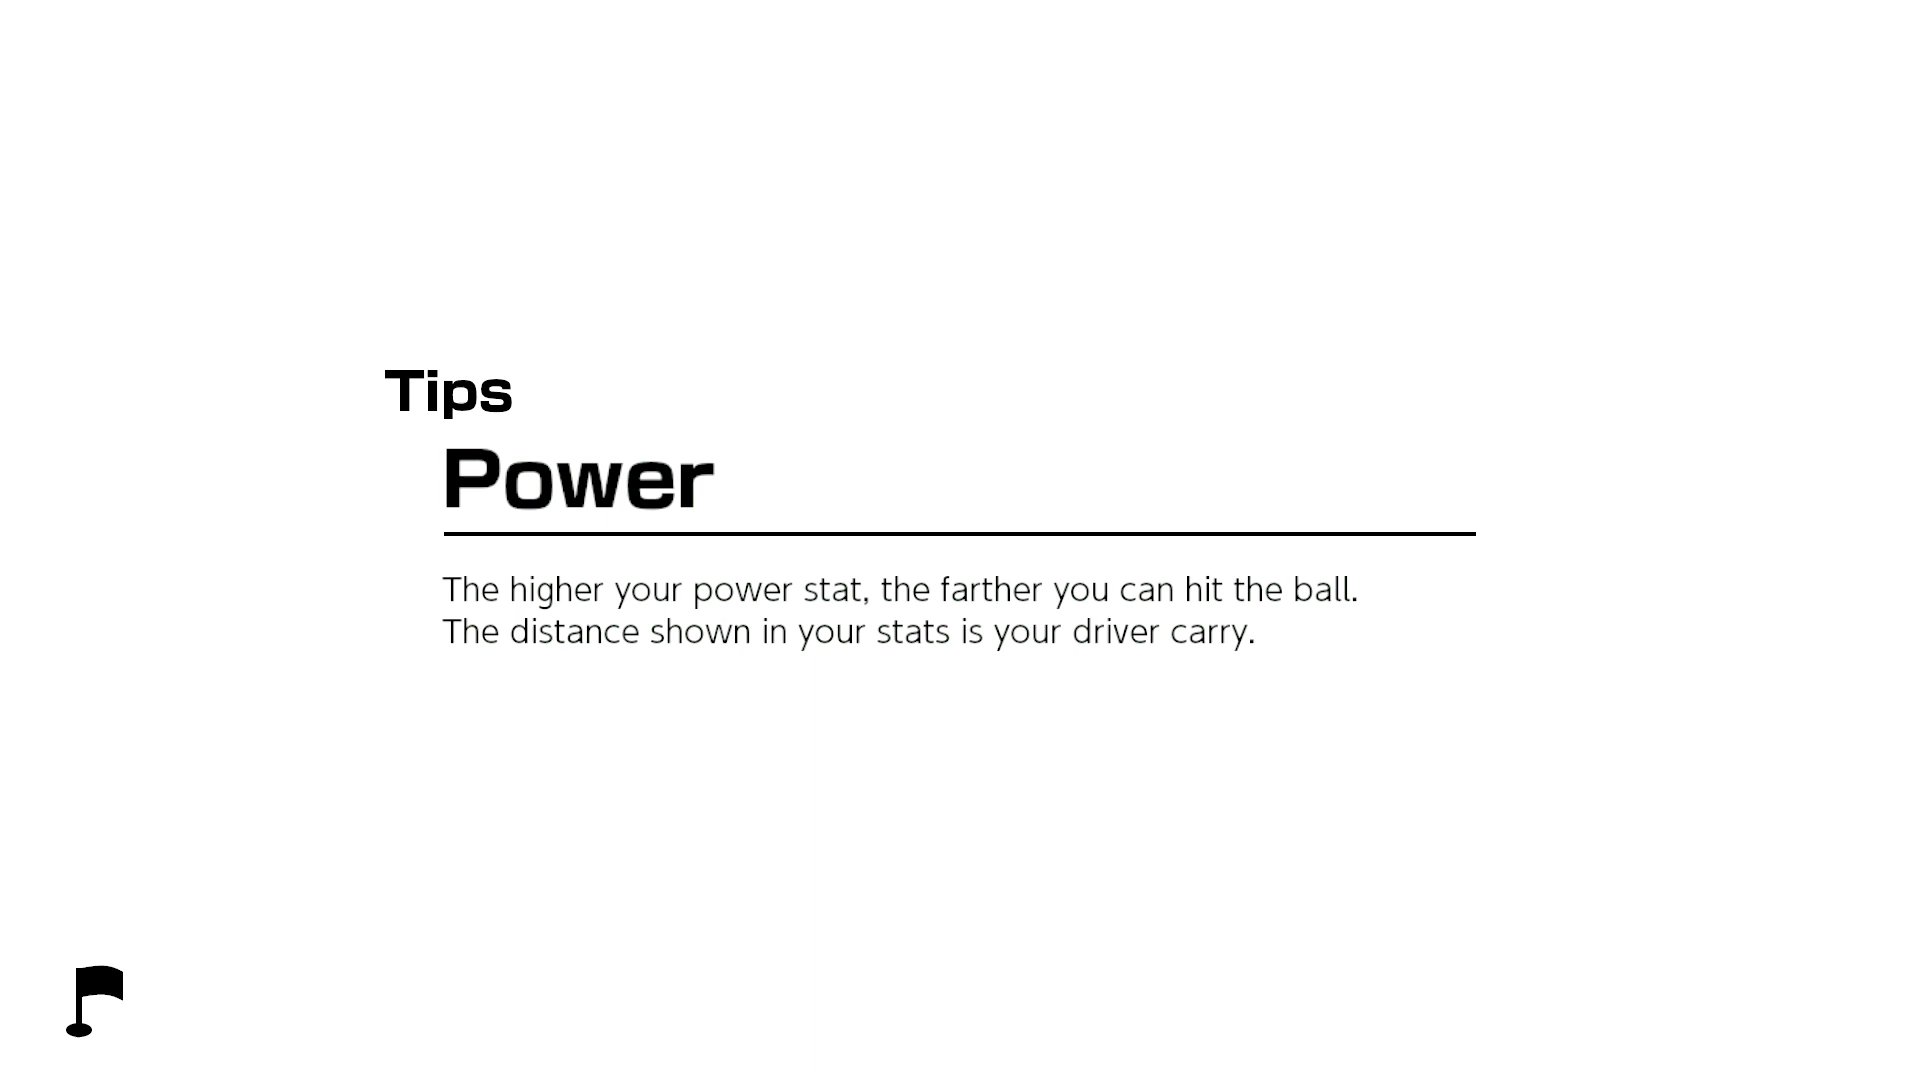 Tips
Power
The higher your power stat, the farther you can hit the ball.
The distance shown in your stats is your driver carry.